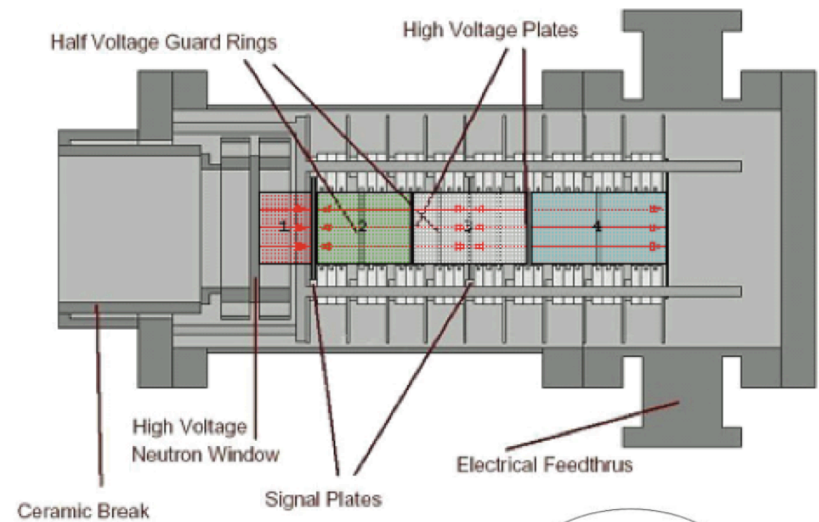 Half Voltage Guard Rings
High Voltage Plates
1
2
3
4
High Voltage
Neutron Window
Signal Plates
Electrical Feedthrus
Ceramic Break